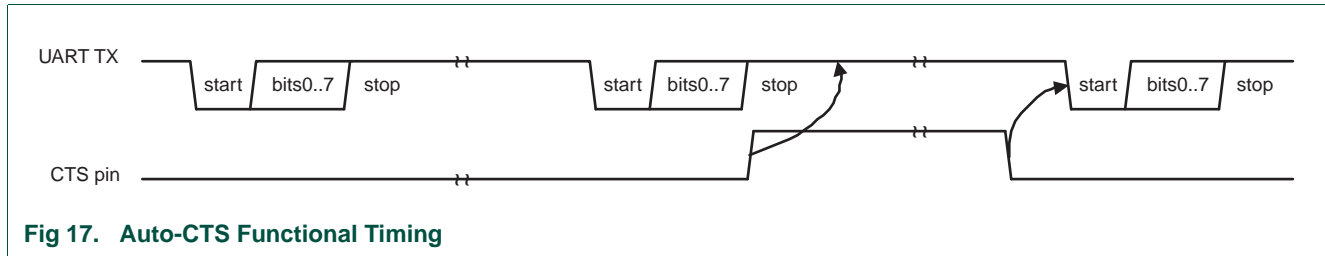 UART TX
start bits0..7 stop start bits0..7 stop start bits0..7 stop
CTS pin
Fig 17. Auto-CTS Functional Timing